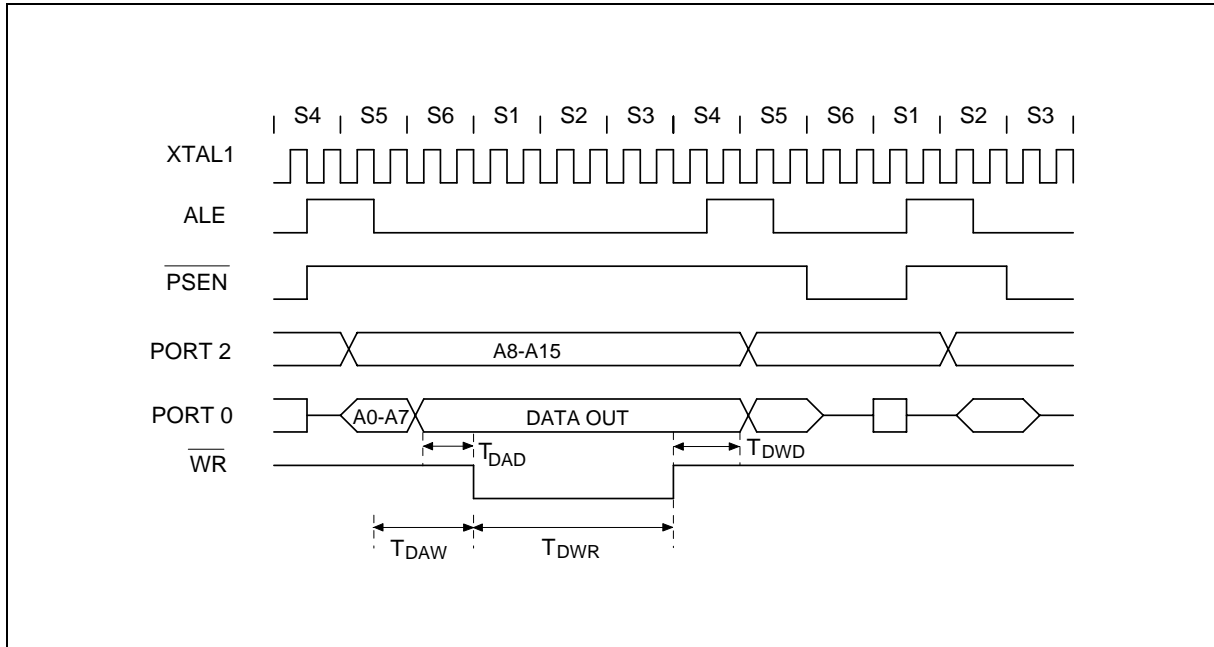 S4 S5 S6 S1 S2 S3 S4 S5 S6 S1 S2 S3
XTAL1
ALE
PSEN
PORT 2 A8-A15
PORT 0 A0-A7 DATA OUT
TDAD TDWD
WR
TDAW TDWR